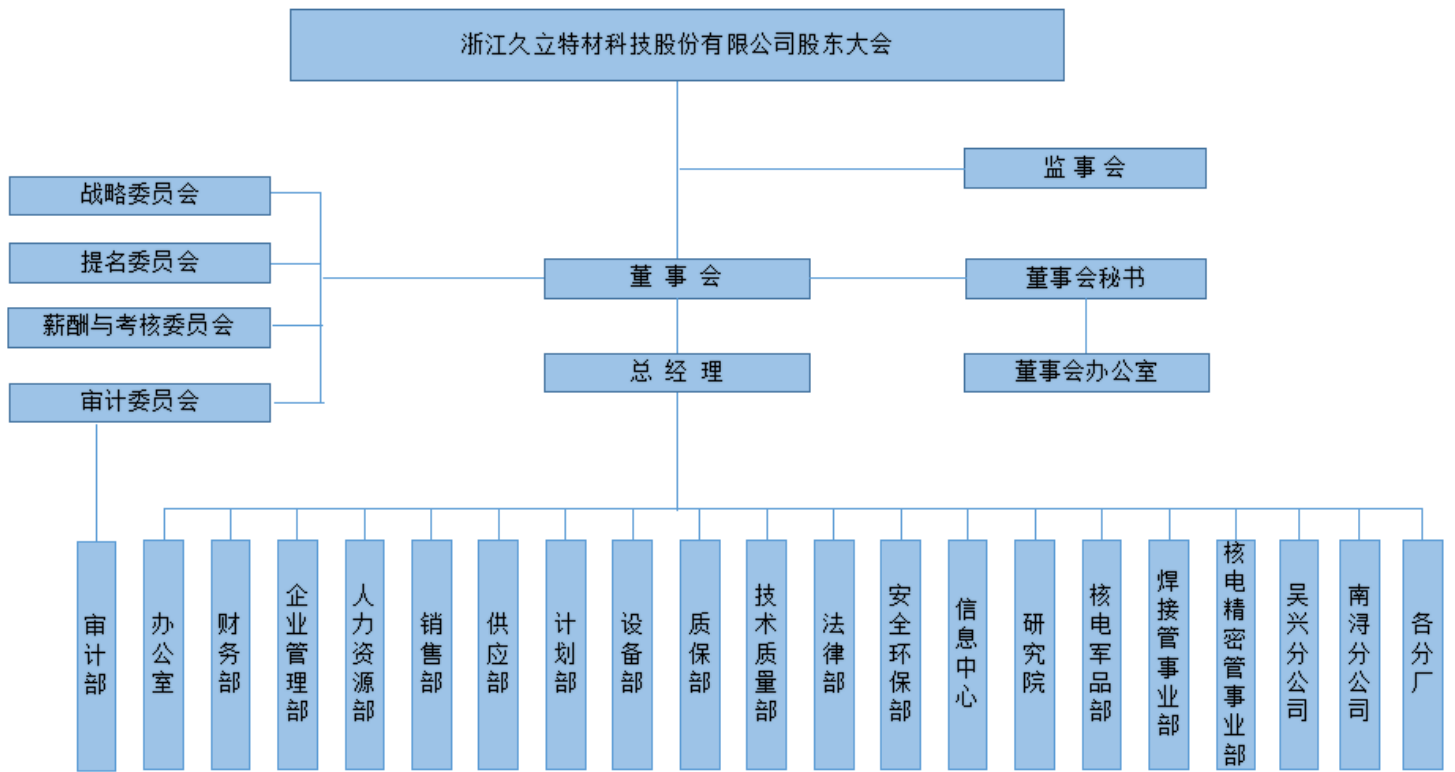 浙江久立特材科技股份有限公司股东大会
监事会
战略委员会
提名委员会
董事会
董事会秘书
薪酬与考核委员会
总经理
董事会办公室
审计委员会
审计部
办公室
财务部
企业管理部
人力资源部
销售部
供应部
计划部
设备部
质保部
技术质量部
法律部
安全环保部
信息中心
研究院
核电军品部
焊接管事业部
核电精密管事业部
吴兴分公司
南浔分公司
各分厂